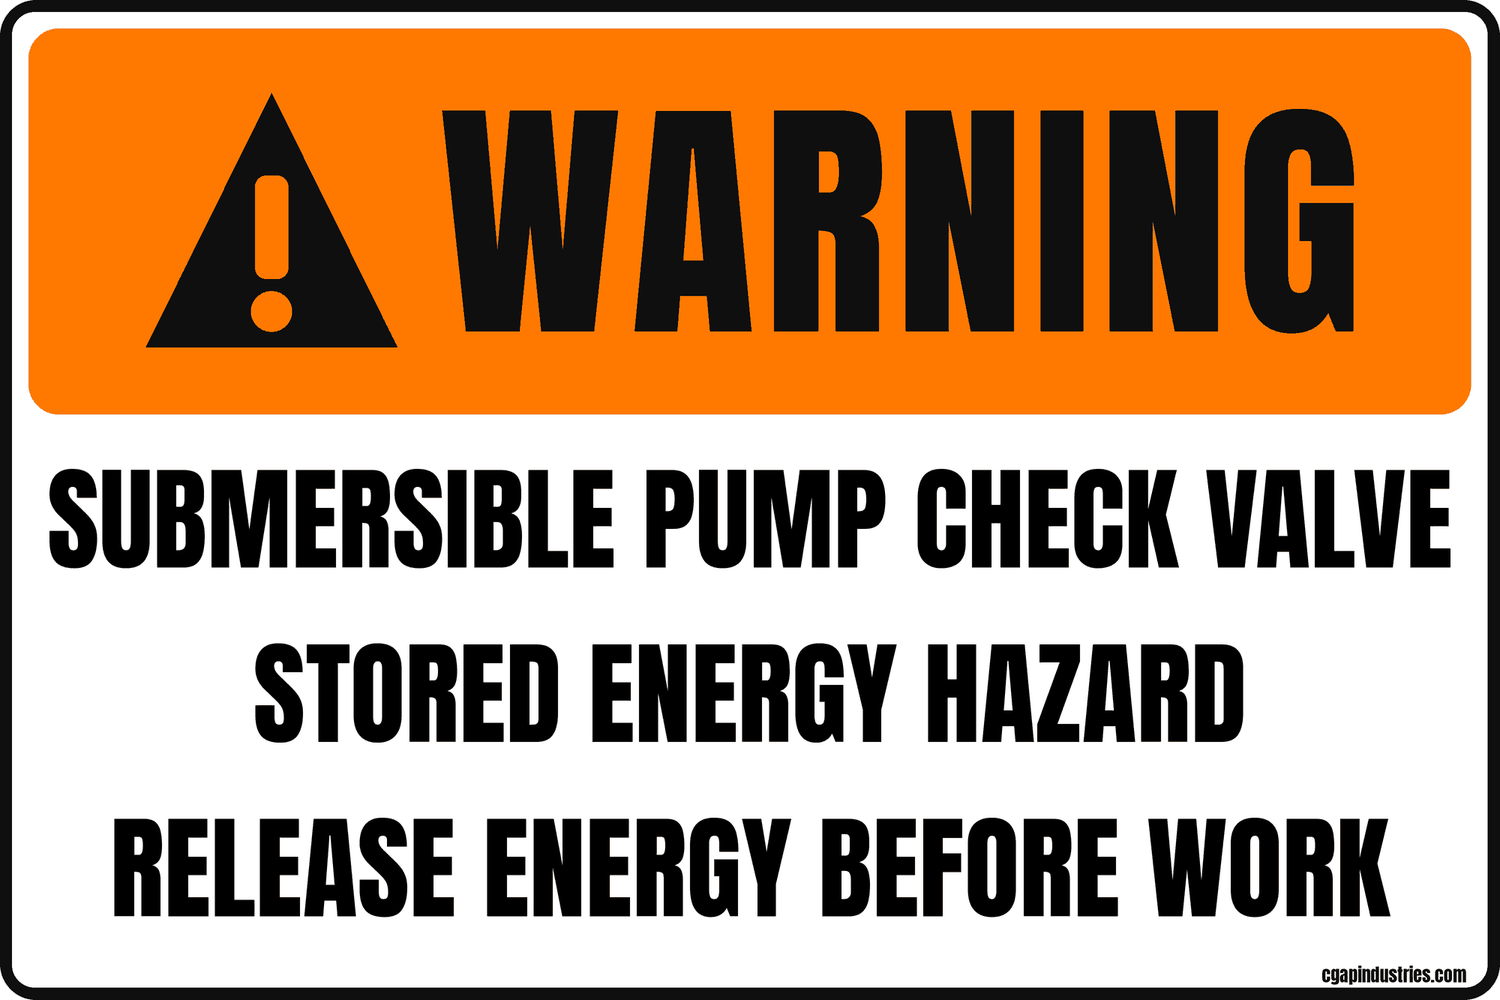 WARNING
SUBMERSIBLE PUMP CHECK VALVE
STORED ENERGY HAZARD
RELEASE ENERGY BEFORE WORK
cgapindustries.com